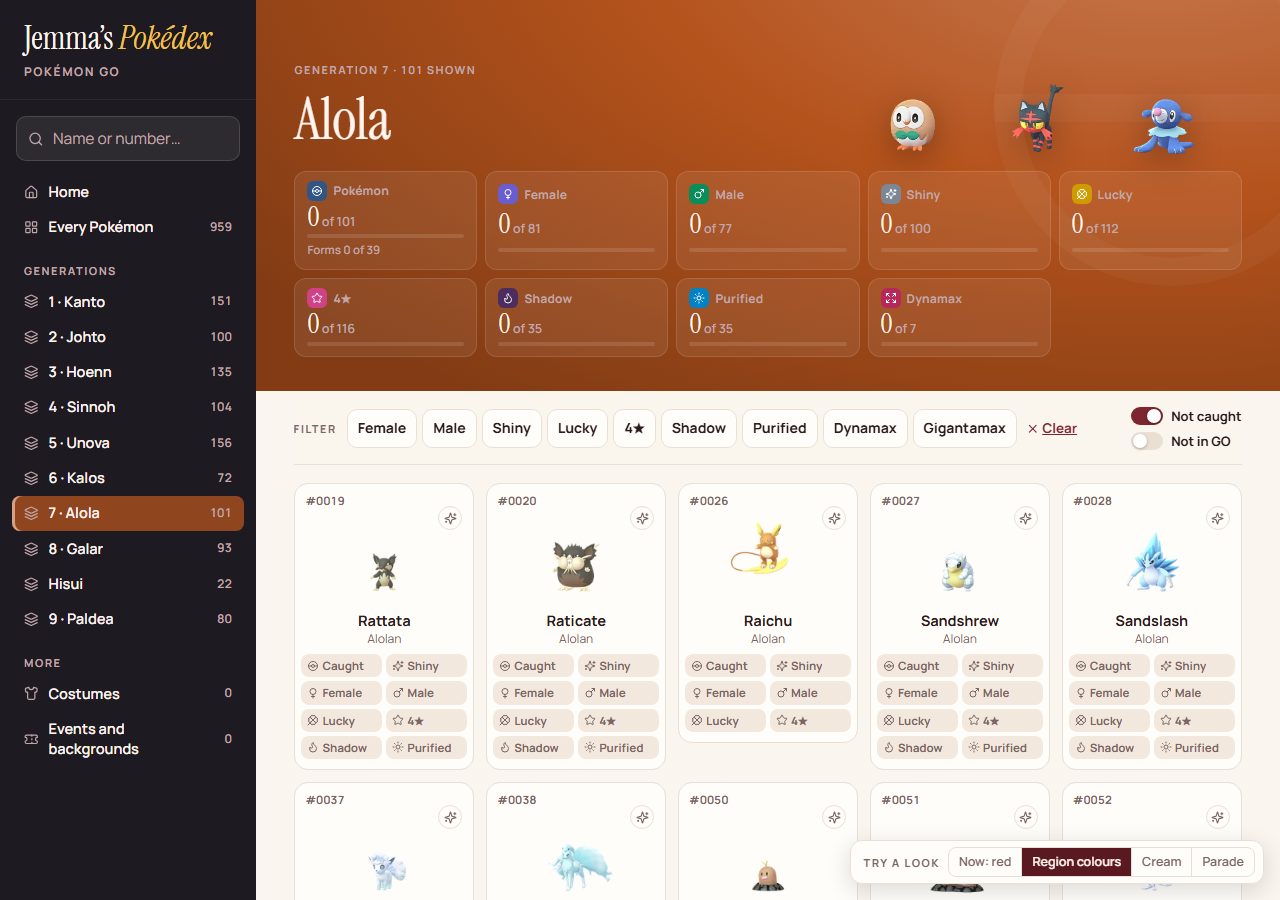 Jemma's Pokédex
POKÉMON GO
Name or number...
Home
Every Pokémon 959
GENERATIONS
1 · Kanto 151
2 · Johto 100
3 · Hoenn 135
4 · Sinnoh 104
5 · Unova 156
6 · Kalos 72
7 · Alola 101
8 · Galar 93
Hisui 22
9 · Paldea 80
MORE
Costumes 0
Events and
backgrounds 0
GENERATION 7 · 101 SHOWN
Alola
Pokémon Female Male Shiny Lucky
0 of 101 0 of 81 0 of 77 0 of 100 0 of 112
Forms 0 of 39
4★ Shadow Purified Dynamax
0 of 116 0 of 35 0 of 35 0 of 7
FILTER Female Male Shiny Lucky 4★ Shadow Purified Dynamax Gigantamax × Clear
Not caught
Not in GO
#0019 #0020 #0026 #0027 #0028
Rattata Raticate Raichu Sandshrew Sandslash
Alolan Alolan Alolan Alolan Alolan
Caught Shiny Caught Shiny Caught Shiny Caught Shiny Caught Shiny
Female Male Female Male Female Male Female Male Female Male
Lucky 4★ Lucky 4★ Lucky 4★ Lucky 4★ Lucky 4★
Shadow Purified Shadow Purified Shadow Purified Shadow Purified
#0037 #0038 #0050 #0051 #0052
TRY A LOOK Now: red Region colours Cream Parade